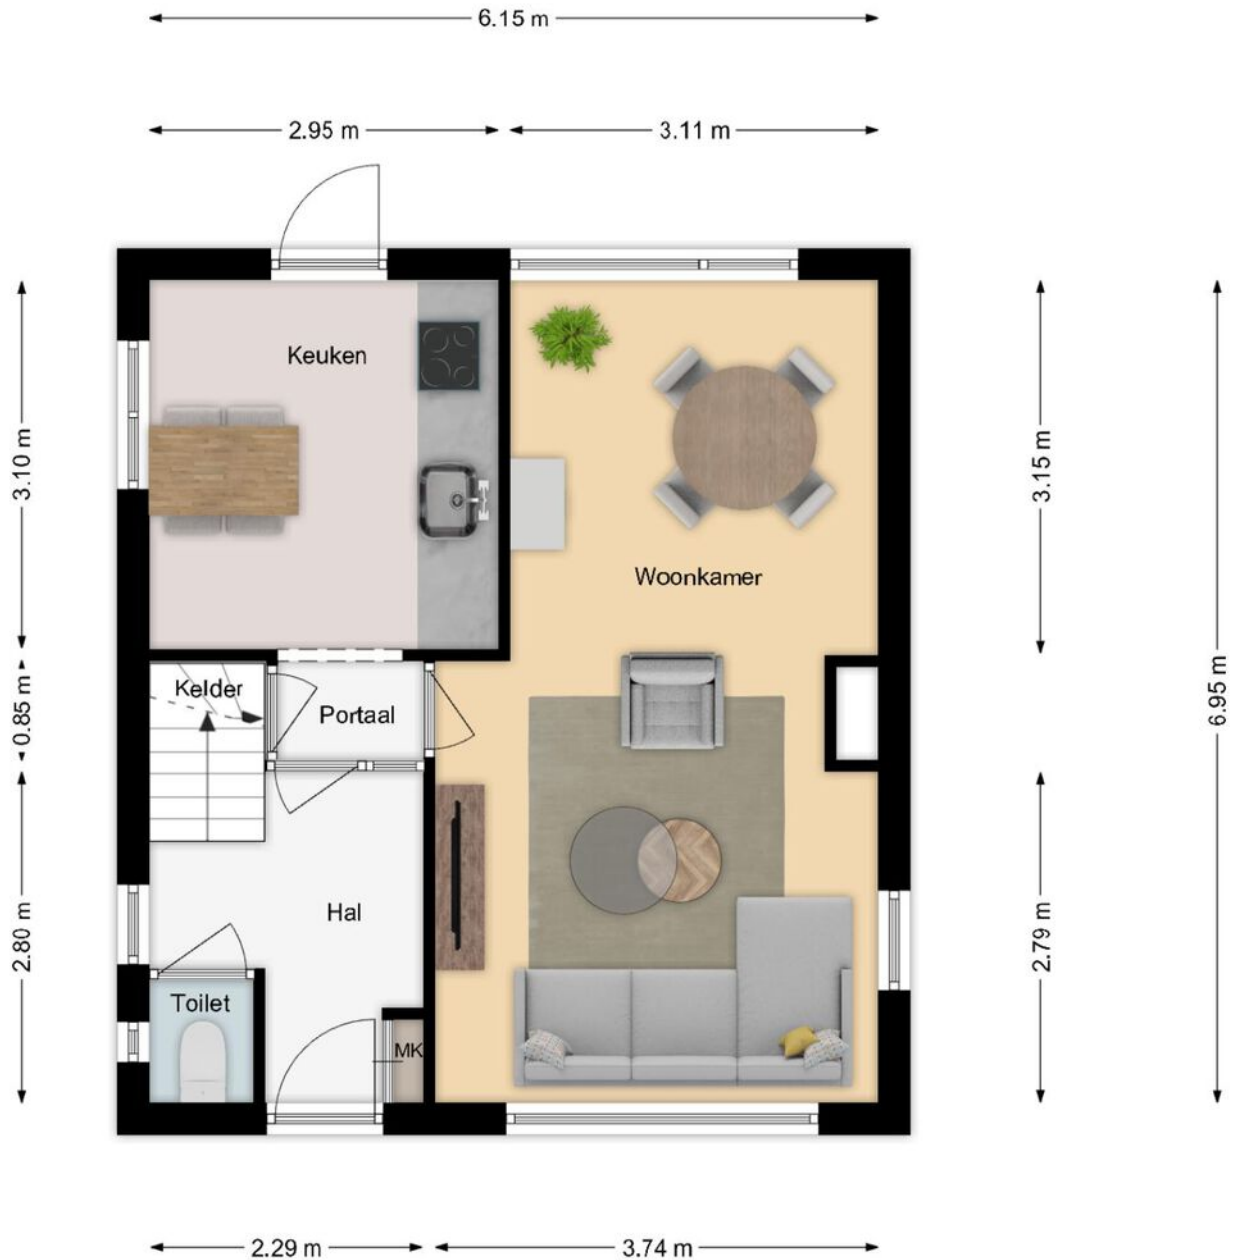 6.15 m
2.95 m
3.11 m
Keuken
3.10 m
3.15 m
Woonkamer
Kelder
0.85 m
Portaal
6.95 m
Hal
2.80 m
2.79 m
Toilet
MK
2.29 m
3.74 m